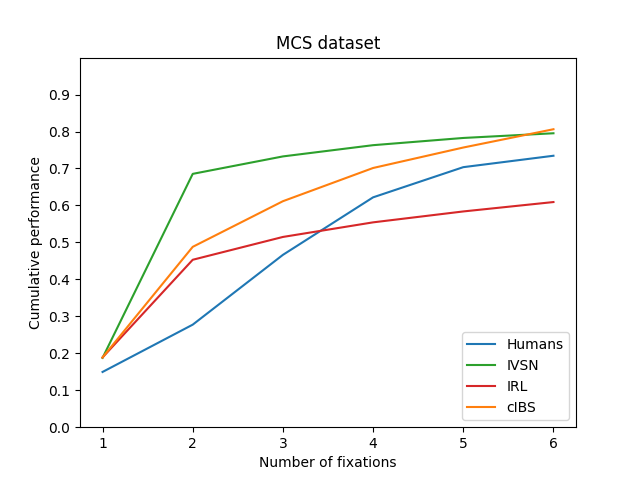 MCS dataset
Cumulative performance
0.9
0.8
0.7
0.6
0.5
0.4
0.3
0.2
0.1
0.0
1 2 3 4 5 6
Number of fixations
Humans
IVSN
IRL
cIBS